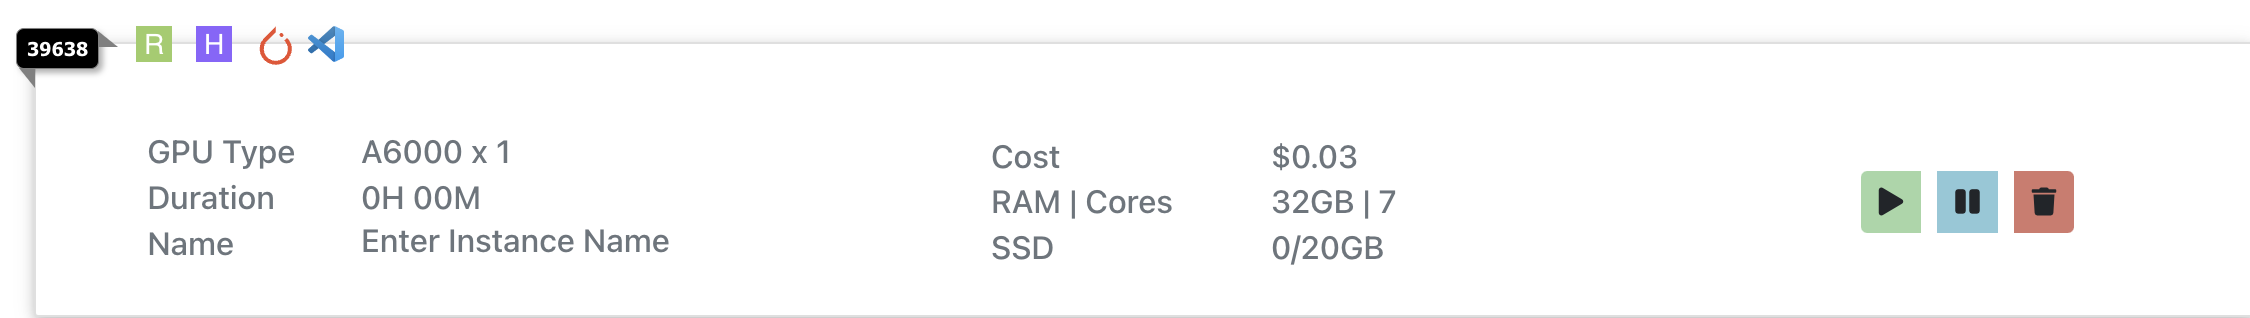 39638 R H
GPU Type A6000 x 1
Duration 0H 00M
Name Enter Instance Name
Cost $0.03
RAM | Cores 32GB | 7
SSD 0/20GB